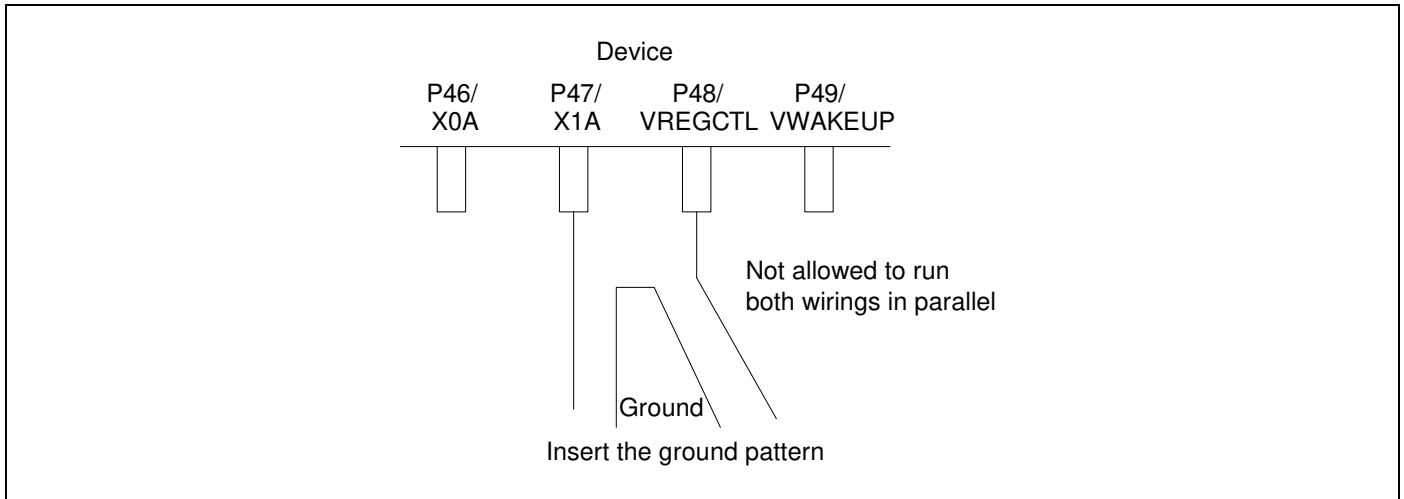 Device
P46/ P47/ P48/ P49/
X0A X1A VREGCTL VWAKEUP
Not allowed to run
both wirings in parallel
Ground
Insert the ground pattern